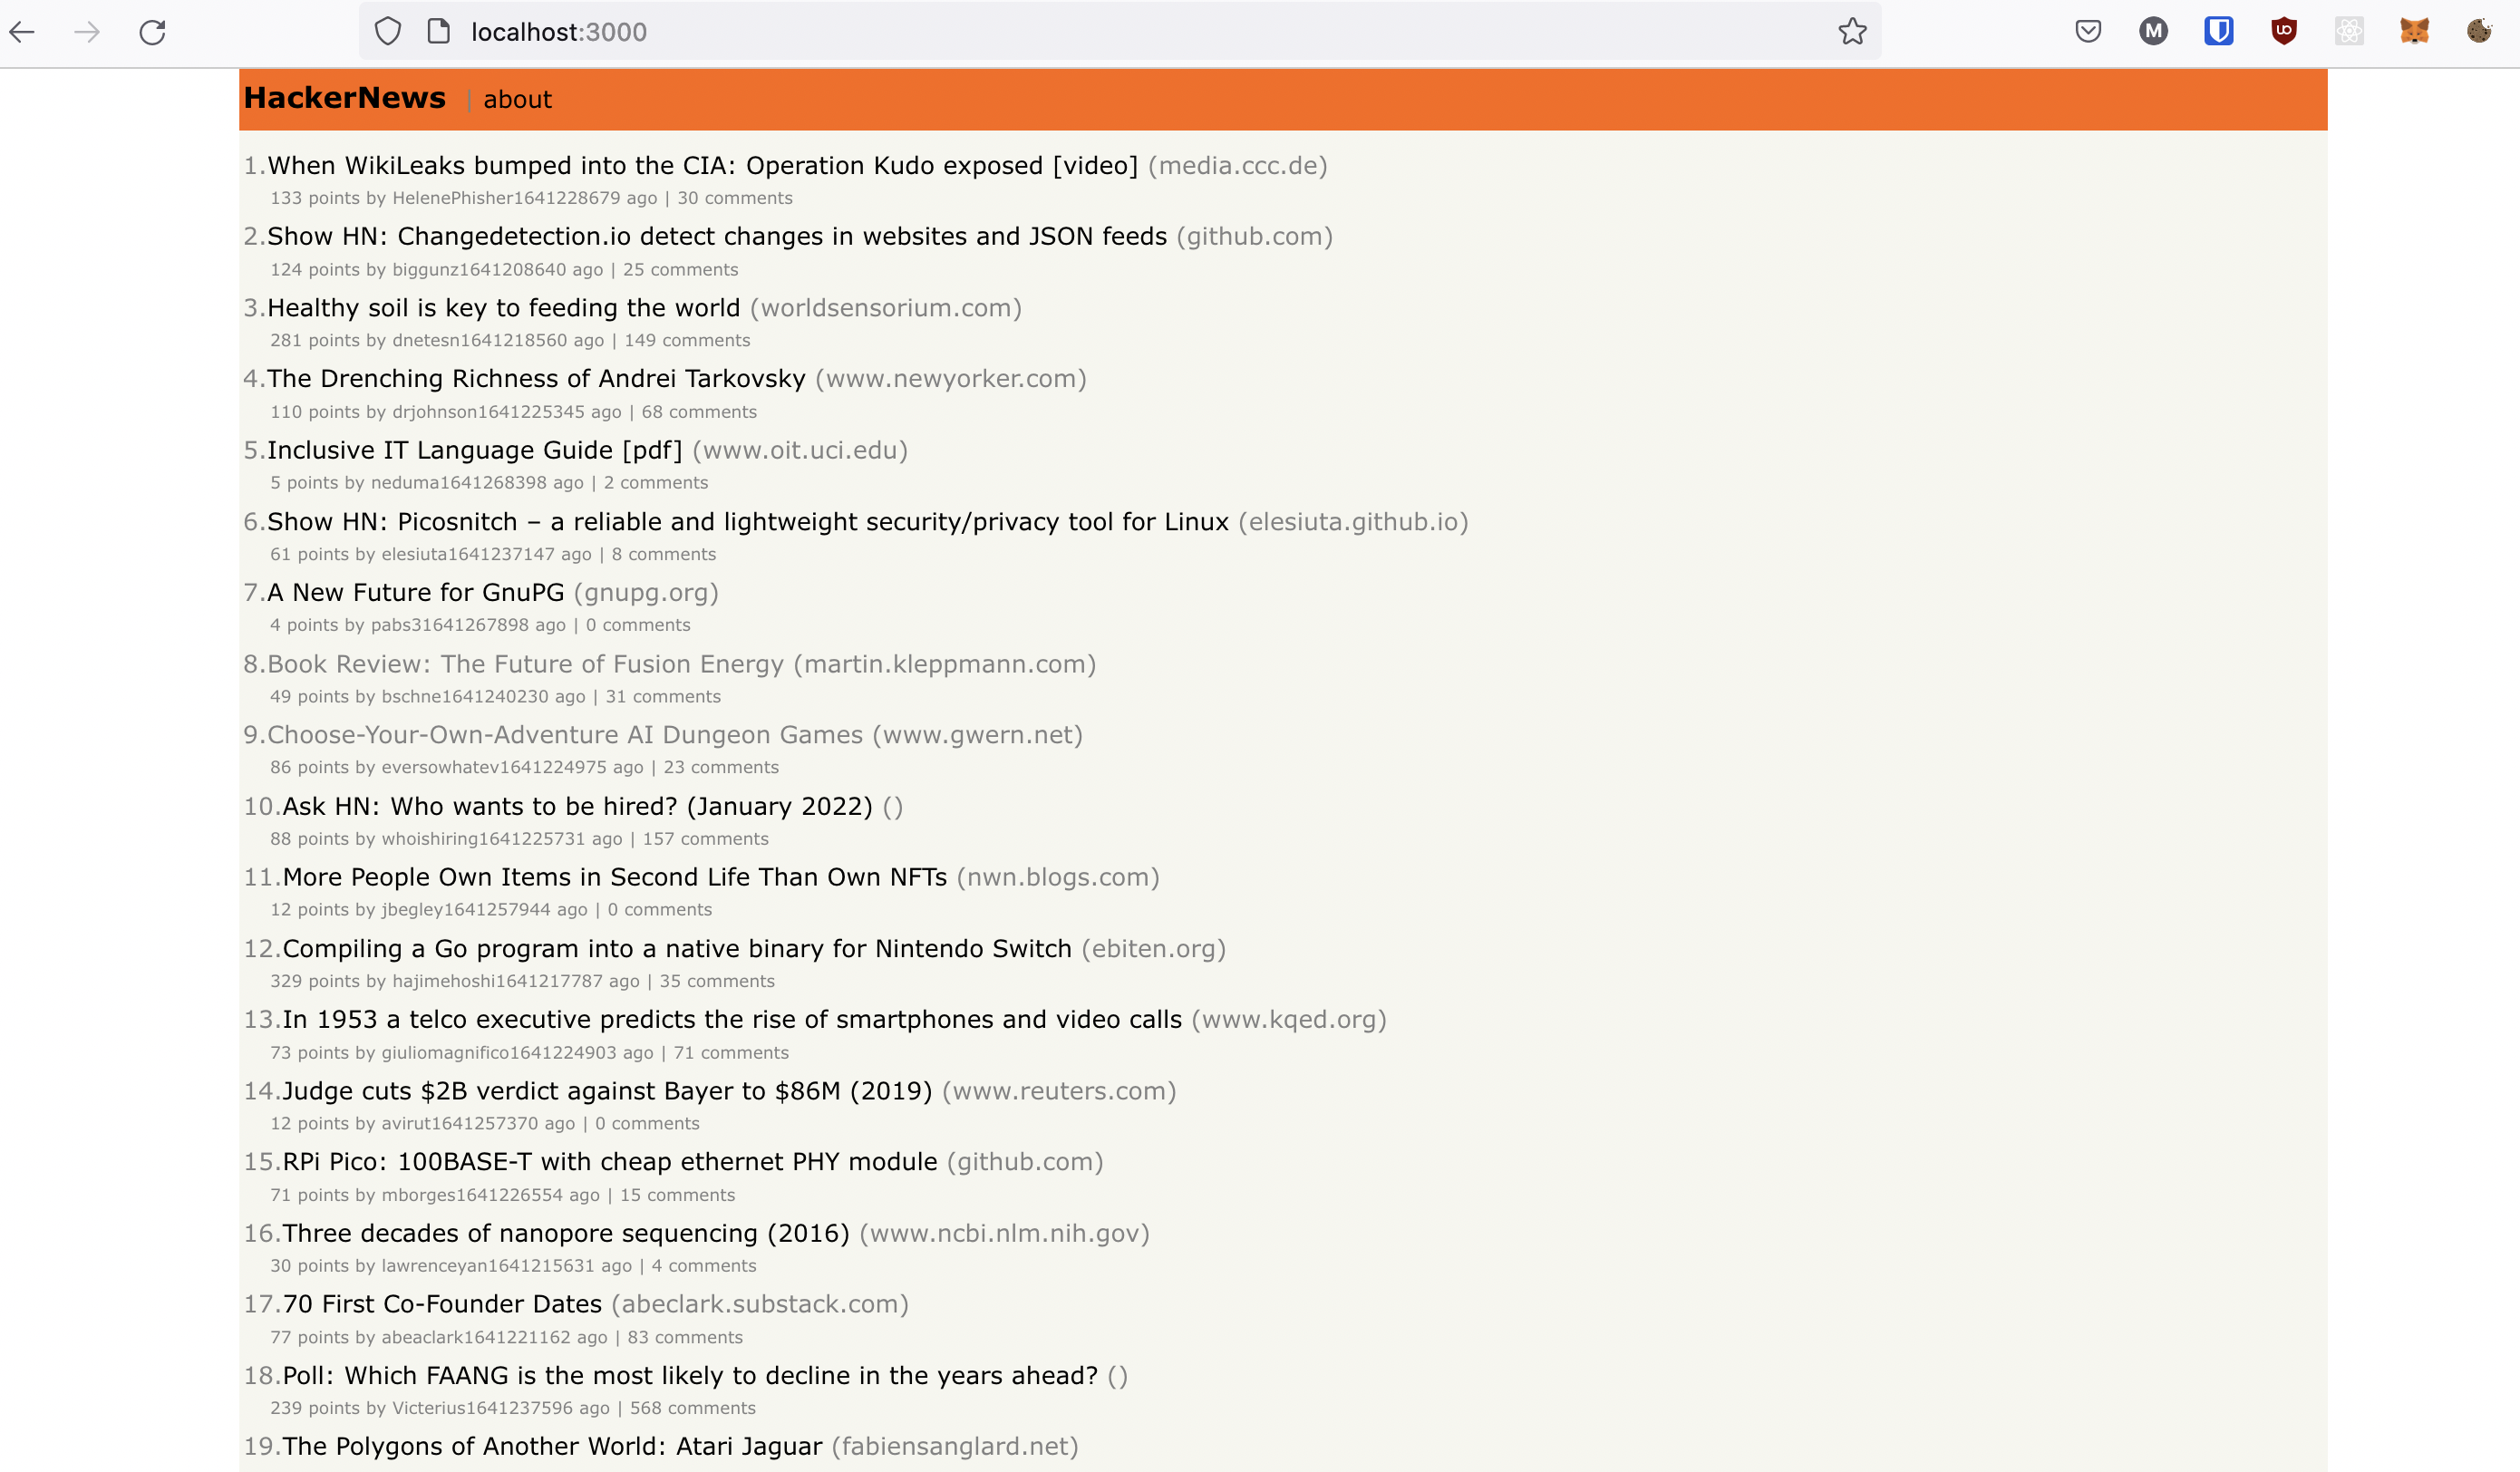 localhost:3000
M
HackerNews | about
1.When WikiLeaks bumped into the CIA: Operation Kudo exposed [video] (media.ccc.de)
133 points by HelenePhisher1641228679 ago | 30 comments
2.Show HN: Changedetection.io detect changes in websites and JSON feeds (github.com)
124 points by biggunz1641208640 ago | 25 comments
3.Healthy soil is key to feeding the world (worldsensorium.com)
281 points by dnetesn1641218560 ago | 149 comments
4.The Drenching Richness of Andrei Tarkovsky (www.newyorker.com)
110 points by drjohnson1641225345 ago | 68 comments
5.Inclusive IT Language Guide [pdf] (www.oit.uci.edu)
5 points by neduma1641268398 ago | 2 comments
6.Show HN: Picosnitch – a reliable and lightweight security/privacy tool for Linux (elesiuta.github.io)
61 points by elesiuta1641237147 ago | 8 comments
7.A New Future for GnuPG (gnupg.org)
4 points by pabs31641267898 ago | 0 comments
8.Book Review: The Future of Fusion Energy (martin.kleppmann.com)
49 points by bschne1641240230 ago | 31 comments
9.Choose-Your-Own-Adventure AI Dungeon Games (www.gwern.net)
86 points by eversowhatev1641224975 ago | 23 comments
10.Ask HN: Who wants to be hired? (January 2022) ()
88 points by whoishiring1641225731 ago | 157 comments
11.More People Own Items in Second Life Than Own NFTs (nwn.blogs.com)
12 points by jbegley1641257944 ago | 0 comments
12.Compiling a Go program into a native binary for Nintendo Switch (ebiten.org)
329 points by hajimehoshi1641217787 ago | 35 comments
13.In 1953 a telco executive predicts the rise of smartphones and video calls (www.kqed.org)
73 points by giuliomagnifico1641224903 ago | 71 comments
14.Judge cuts $2B verdict against Bayer to $86M (2019) (www.reuters.com)
12 points by avirut1641257370 ago | 0 comments
15.RPi Pico: 100BASE-T with cheap ethernet PHY module (github.com)
71 points by mborges1641226554 ago | 15 comments
16.Three decades of nanopore sequencing (2016) (www.ncbi.nlm.nih.gov)
30 points by lawrenceyan1641215631 ago | 4 comments
17.70 First Co-Founder Dates (abeclark.substack.com)
77 points by abeaclark1641221162 ago | 83 comments
18.Poll: Which FAANG is the most likely to decline in the years ahead? ()
239 points by Victerius1641237596 ago | 568 comments
19.The Polygons of Another World: Atari Jaguar (fabiensanglard.net)